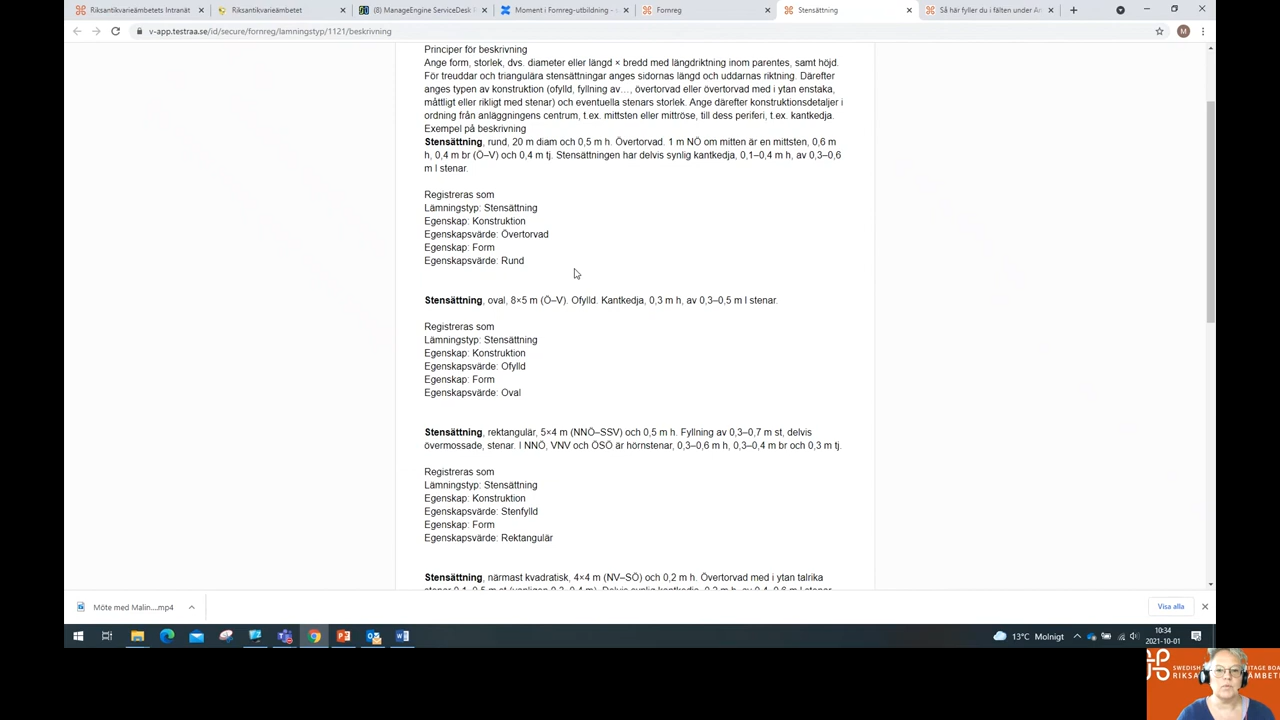 Riksantikvarieämbetets Intranät
Riksantikvarieämbetet
(8) ManageEngine ServiceDesk
Moment i Fornreg-utbildning -
Fornreg
Stensättning
Så här fyller du i fälten under
v-app.testraa.se/id/secure/fornreg/lamningstyp/1121/beskrivning
M
Principer för beskrivning
Ange form, storlek, dvs. diameter eller längd × bredd med längdriktning inom parentes, samt höjd.
För treuddar och triangulära stensättningar anges sidornas längd och uddarnas riktning. Därefter
anges typen av konstruktion (ofylld, fyllning av…, övertorvad eller övertorvad med i ytan enstaka,
måttligt eller rikligt med stenar) och eventuella stenars storlek. Ange därefter konstruktionsdetaljer i
ordning från anläggningens centrum, t.ex. mittsten eller mittröse, till dess periferi, t.ex. kantkedja.
Exempel på beskrivning
Stensättning, rund, 20 m diam och 0,5 m h. Övertorvad. 1 m NÖ om mitten är en mittsten, 0,6 m
h, 0,4 m br (Ö–V) och 0,4 m tj. Stensättningen har delvis synlig kantkedja, 0,1–0,4 m h, av 0,3–0,6
m l stenar.
Registreras som
Lämningstyp: Stensättning
Egenskap: Konstruktion
Egenskapsvärde: Övertorvad
Egenskap: Form
Egenskapsvärde: Rund
Stensättning, oval, 8×5 m (Ö–V). Ofylld. Kantkedja, 0,3 m h, av 0,3–0,5 m l stenar.
Registreras som
Lämningstyp: Stensättning
Egenskap: Konstruktion
Egenskapsvärde: Ofylld
Egenskap: Form
Egenskapsvärde: Oval
Stensättning, rektangulär, 5×4 m (NNÖ–SSV) och 0,5 m h. Fyllning av 0,3–0,7 m st, delvis
övermossade, stenar. I NNÖ, VNV och ÖSÖ är hörnstenar, 0,3–0,6 m h, 0,3–0,4 m br och 0,3 m tj.
Registreras som
Lämningstyp: Stensättning
Egenskap: Konstruktion
Egenskapsvärde: Stenfylld
Egenskap: Form
Egenskapsvärde: Rektangulär
Stensättning, närmast kvadratisk, 4×4 m (NV–SÖ) och 0,2 m h. Övertorvad med i ytan talrika
Möte med Malin....mp4
Visa alla
13°C Molnigt
10:34
2021-10-01
SWEDISH
RIKSA